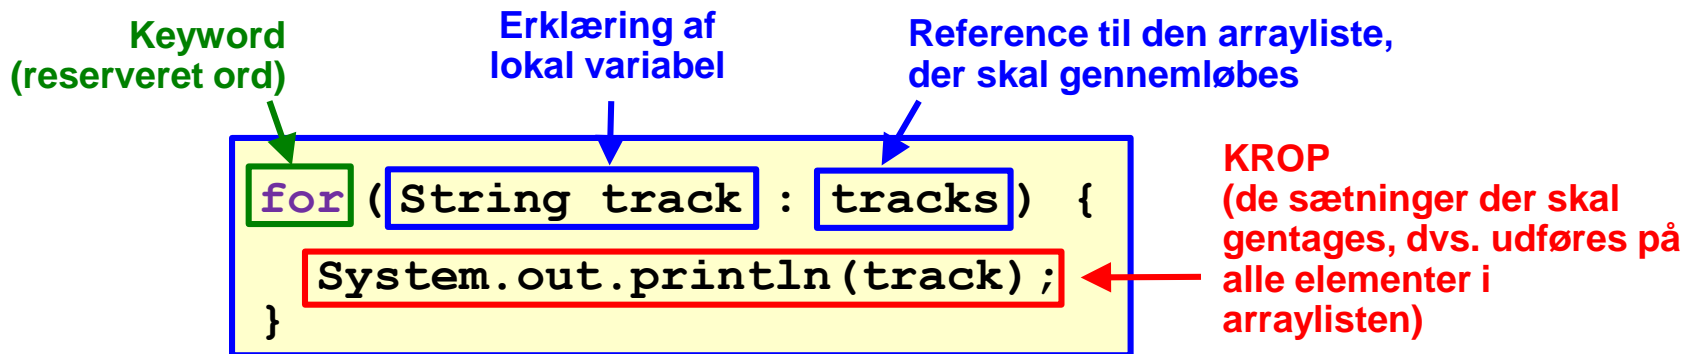 Keyword
(reserveret ord)
Erklæring af
lokal variabel
Reference til den arrayliste,
der skal gennemløbes
for (String track : tracks) {
System.out.println(track);
}
KROP
(de sætninger der skal
gentages, dvs. udføres på
alle elementer i
arraylisten)